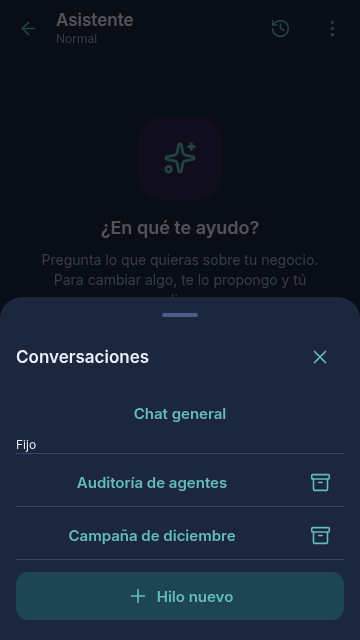 Asistente
Normal
¿En qué te ayudo?
Pregunta lo que quieras sobre tu negocio.
Para cambiar algo, te lo propongo y tú
Conversaciones
Chat general
Fijo
Auditoría de agentes
Campaña de diciembre
Hilo nuevo